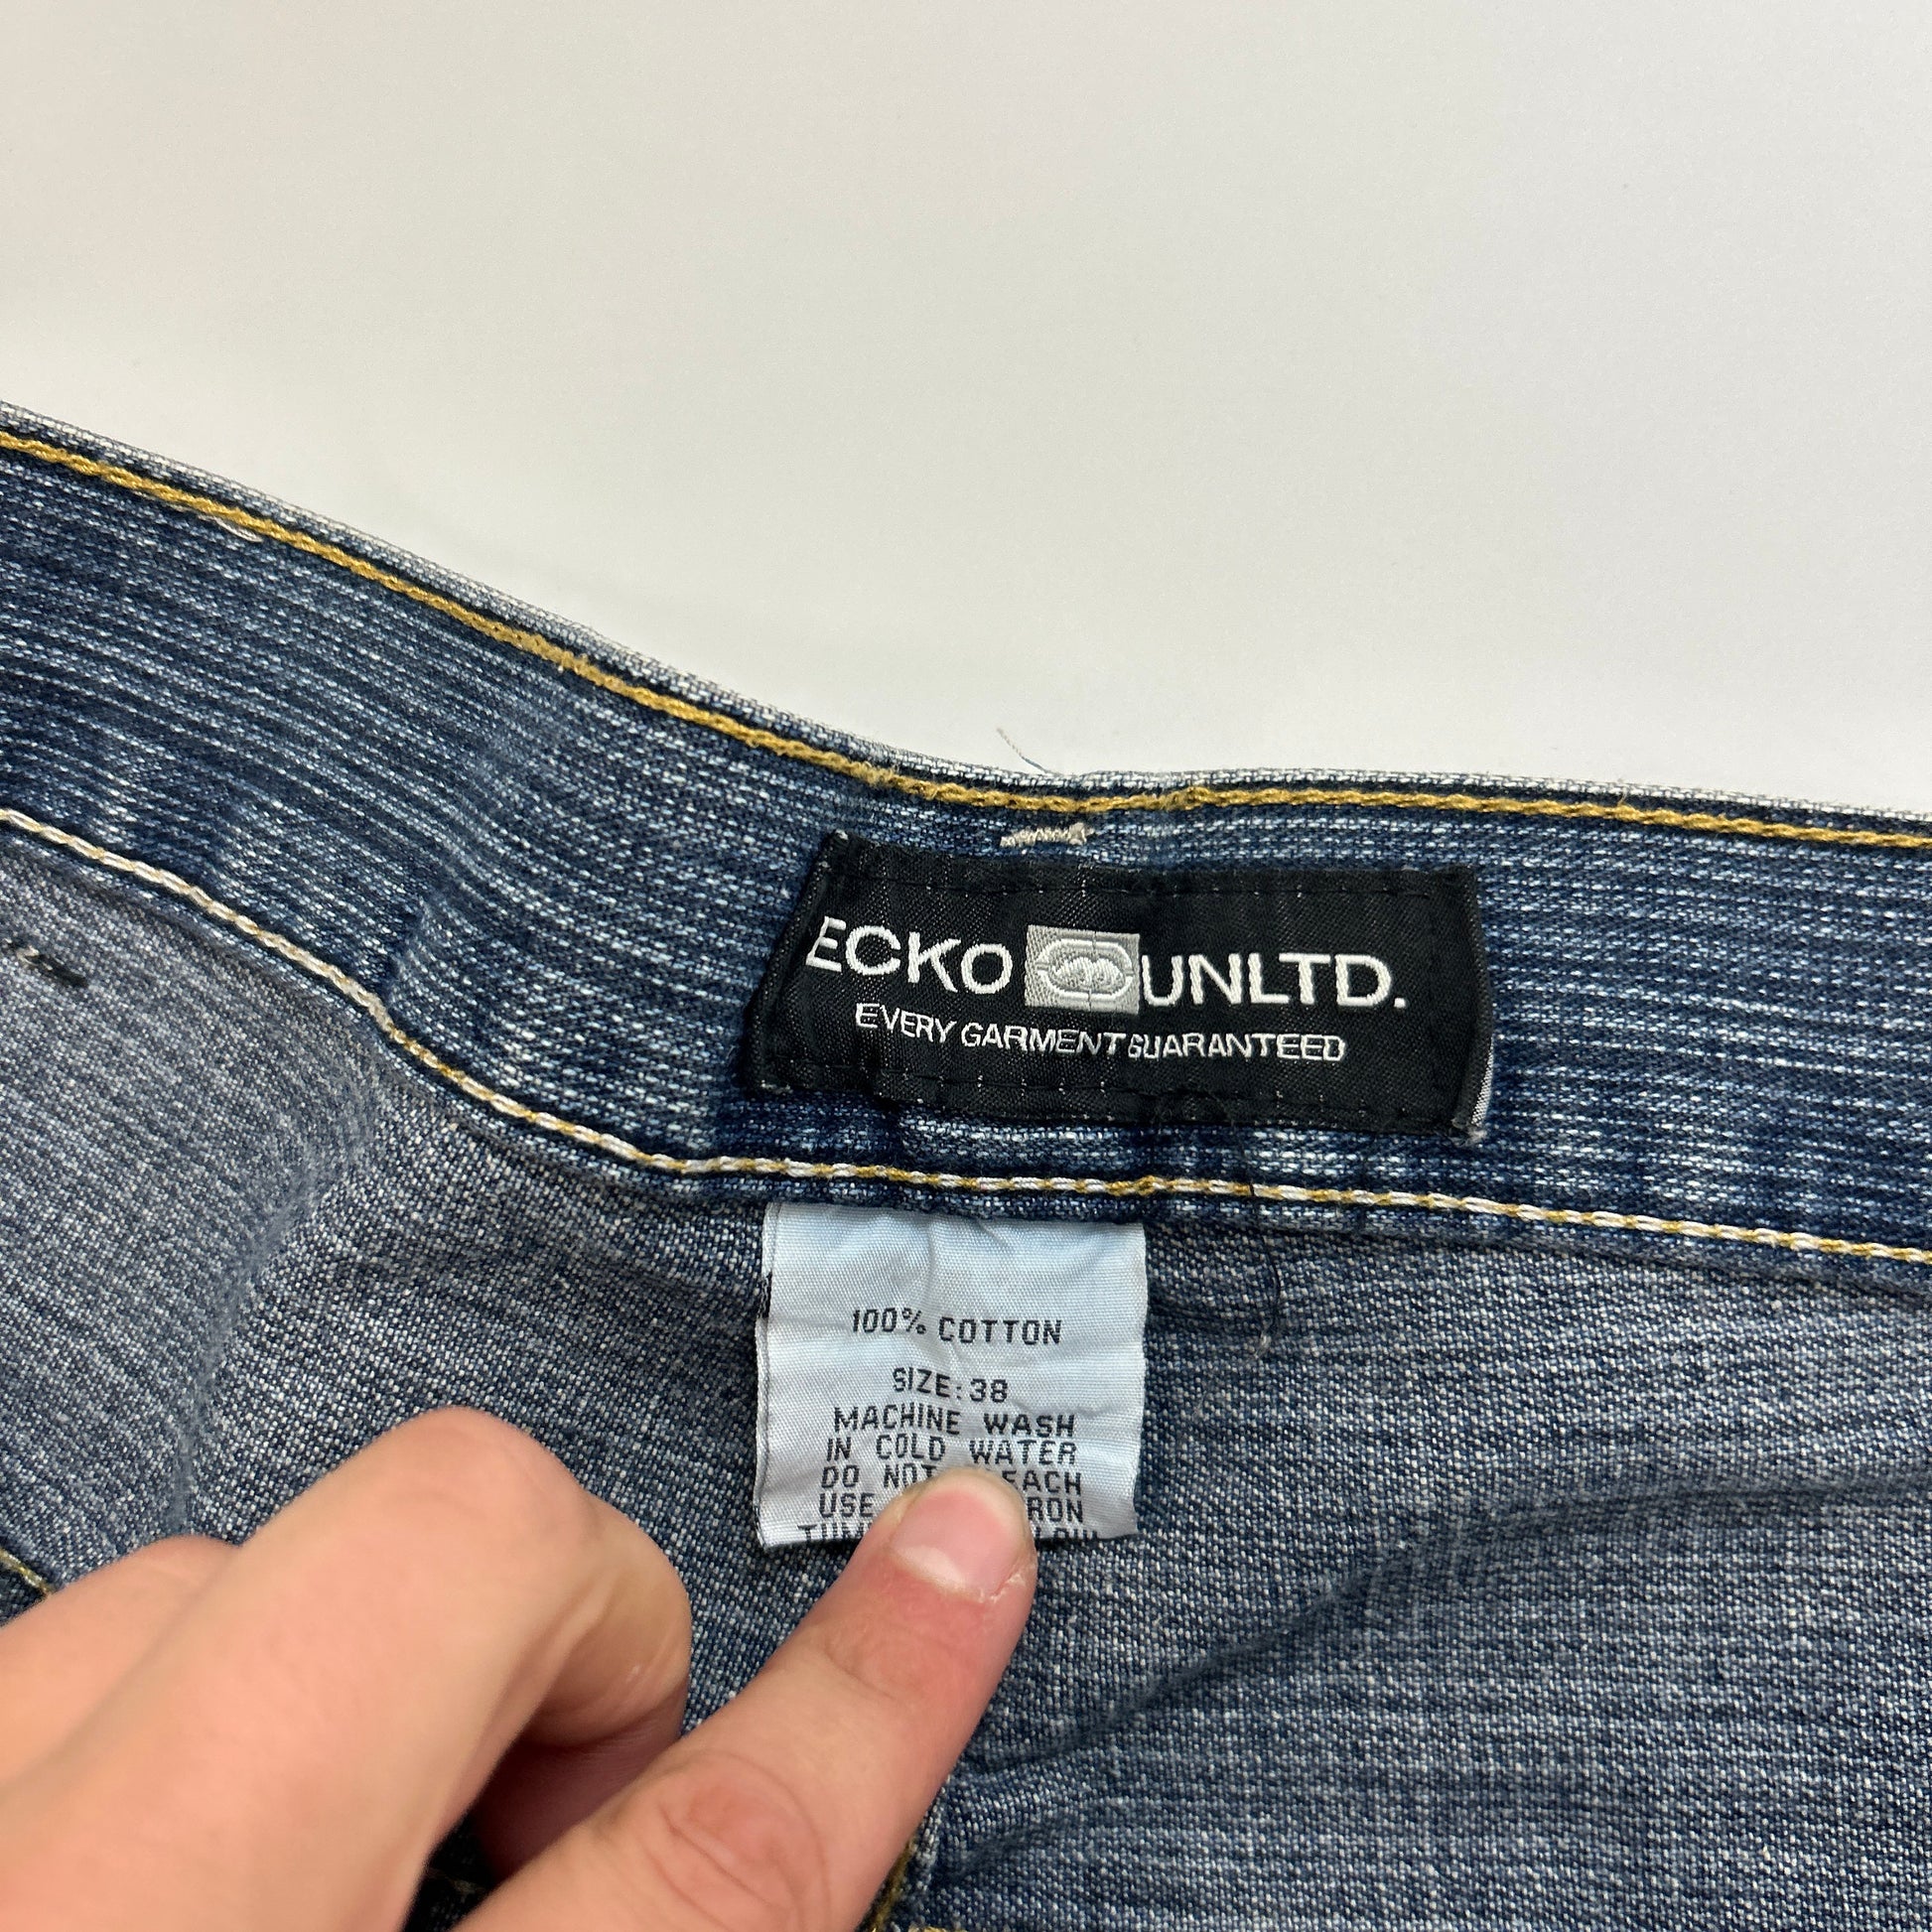 ECKO UNLTD.
EVERY GARMENT GUARANTEED
100% COTTON
SIZE: 38
MACHINE WASH
IN COLD WATER
DO NOT
USE